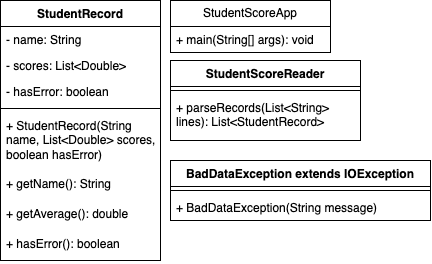 StudentRecord
- name: String
- scores: List<Double>
- hasError: boolean
+ StudentRecord(String
name, List<Double> scores,
boolean hasError)
+ getName(): String
+ getAverage(): double
+ hasError(): boolean
StudentScoreApp
+ main(String[] args): void
StudentScoreReader
+ parseRecords(List<String>
lines): List<StudentRecord>
BadDataException extends IOException
+ BadDataException(String message)